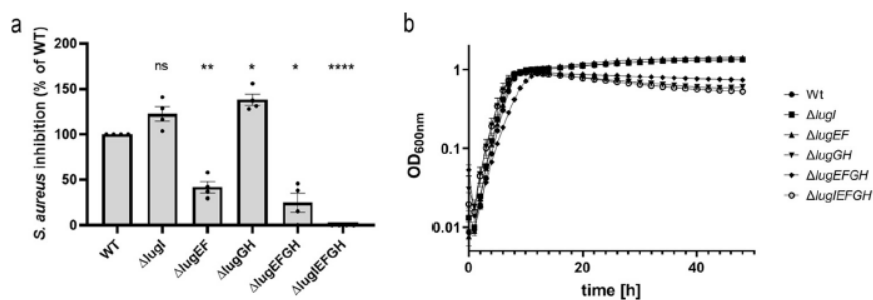 a
S. aureus inhibition (% of WT)
200
150
100
50
0
ns
**
*
*
****
WT
ΔlugI
ΔlugEF
ΔlugGH
ΔlugEFGH
ΔlugIEFGH
b
OD600nm
1
0.1
0.01
0
20
40
time [h]
Wt
ΔlugI
ΔlugEF
ΔlugGH
ΔlugEFGH
ΔlugIEFGH